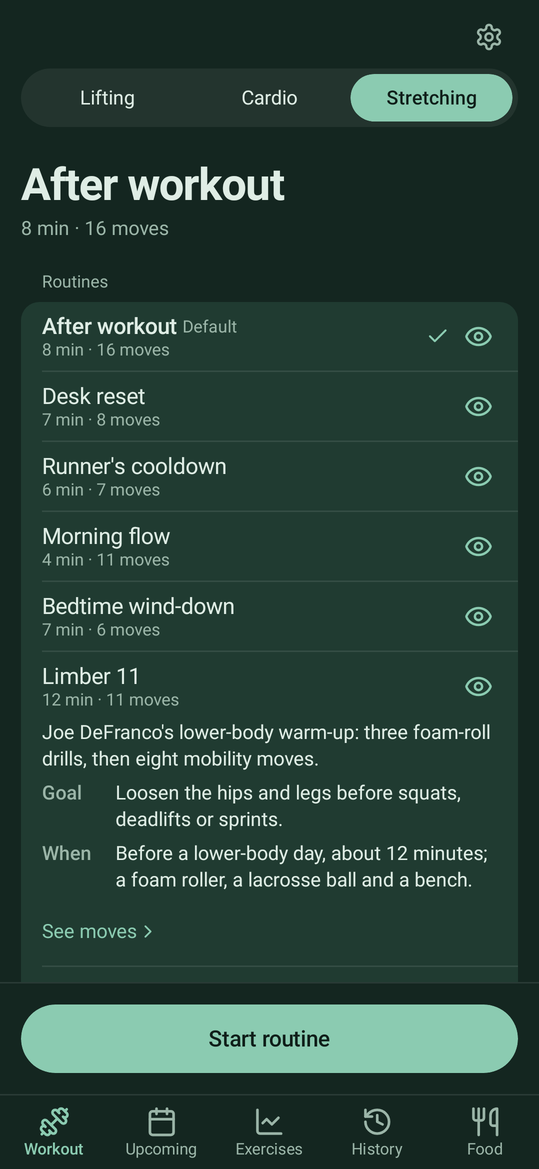 Lifting Cardio Stretching
After workout
8 min · 16 moves
Routines
After workout Default
8 min · 16 moves
Desk reset
7 min · 8 moves
Runner's cooldown
6 min · 7 moves
Morning flow
4 min · 11 moves
Bedtime wind-down
7 min · 6 moves
Limber 11
12 min · 11 moves
Joe DeFranco's lower-body warm-up: three foam-roll
drills, then eight mobility moves.
Goal Loosen the hips and legs before squats,
deadlifts or sprints.
When Before a lower-body day, about 12 minutes;
a foam roller, a lacrosse ball and a bench.
See moves
Start routine
Workout Upcoming Exercises History Food